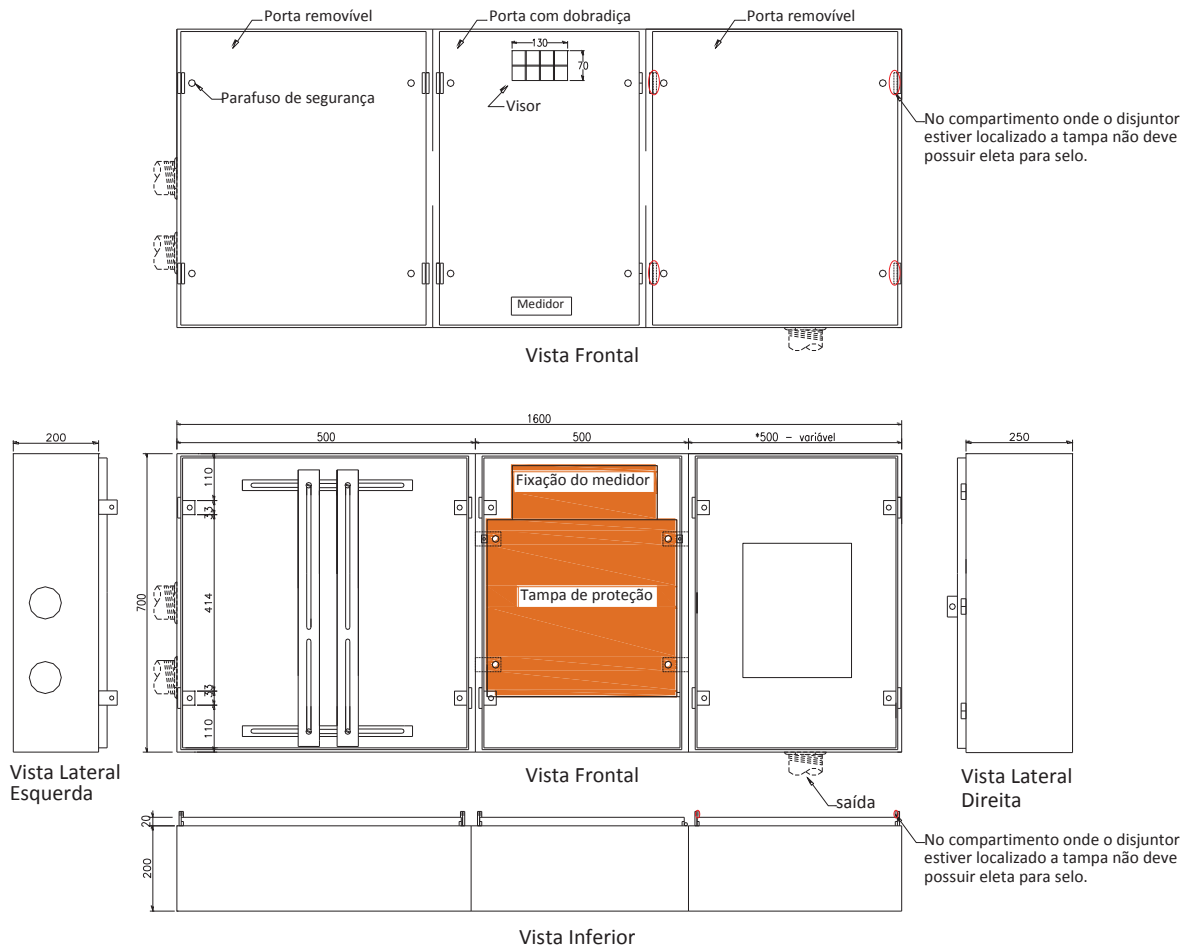 Porta removível
Porta com dobradiça
Porta removível
130
70
Parafuso de segurança
Visor
No compartimento onde o disjuntor
estiver localizado a tampa não deve
possuir eleta para selo.
Medidor
Vista Frontal
1600
200
500
500
*500 - variável
250
110
33
414
700
33
110
Fixação do medidor
Tampa de proteção
Vista Lateral
Esquerda
Vista Frontal
saída
Vista Lateral
Direita
20
200
No compartimento onde o disjuntor
estiver localizado a tampa não deve
possuir eleta para selo.
Vista Inferior